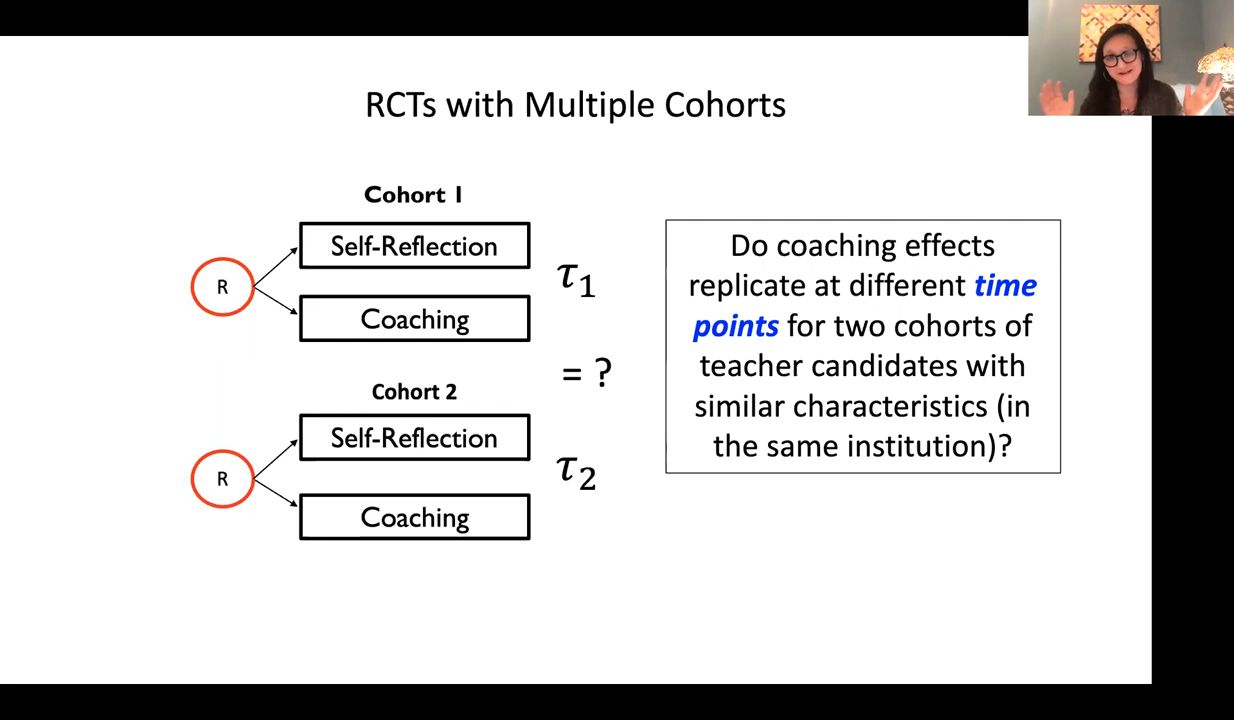 RCTs with Multiple Cohorts
Cohort 1
Self-Reflection
R
Coaching
τ1
= ?
Cohort 2
Self-Reflection
R
Coaching
τ2
Do coaching effects
replicate at different time
points for two cohorts of
teacher candidates with
similar characteristics (in
the same institution)?